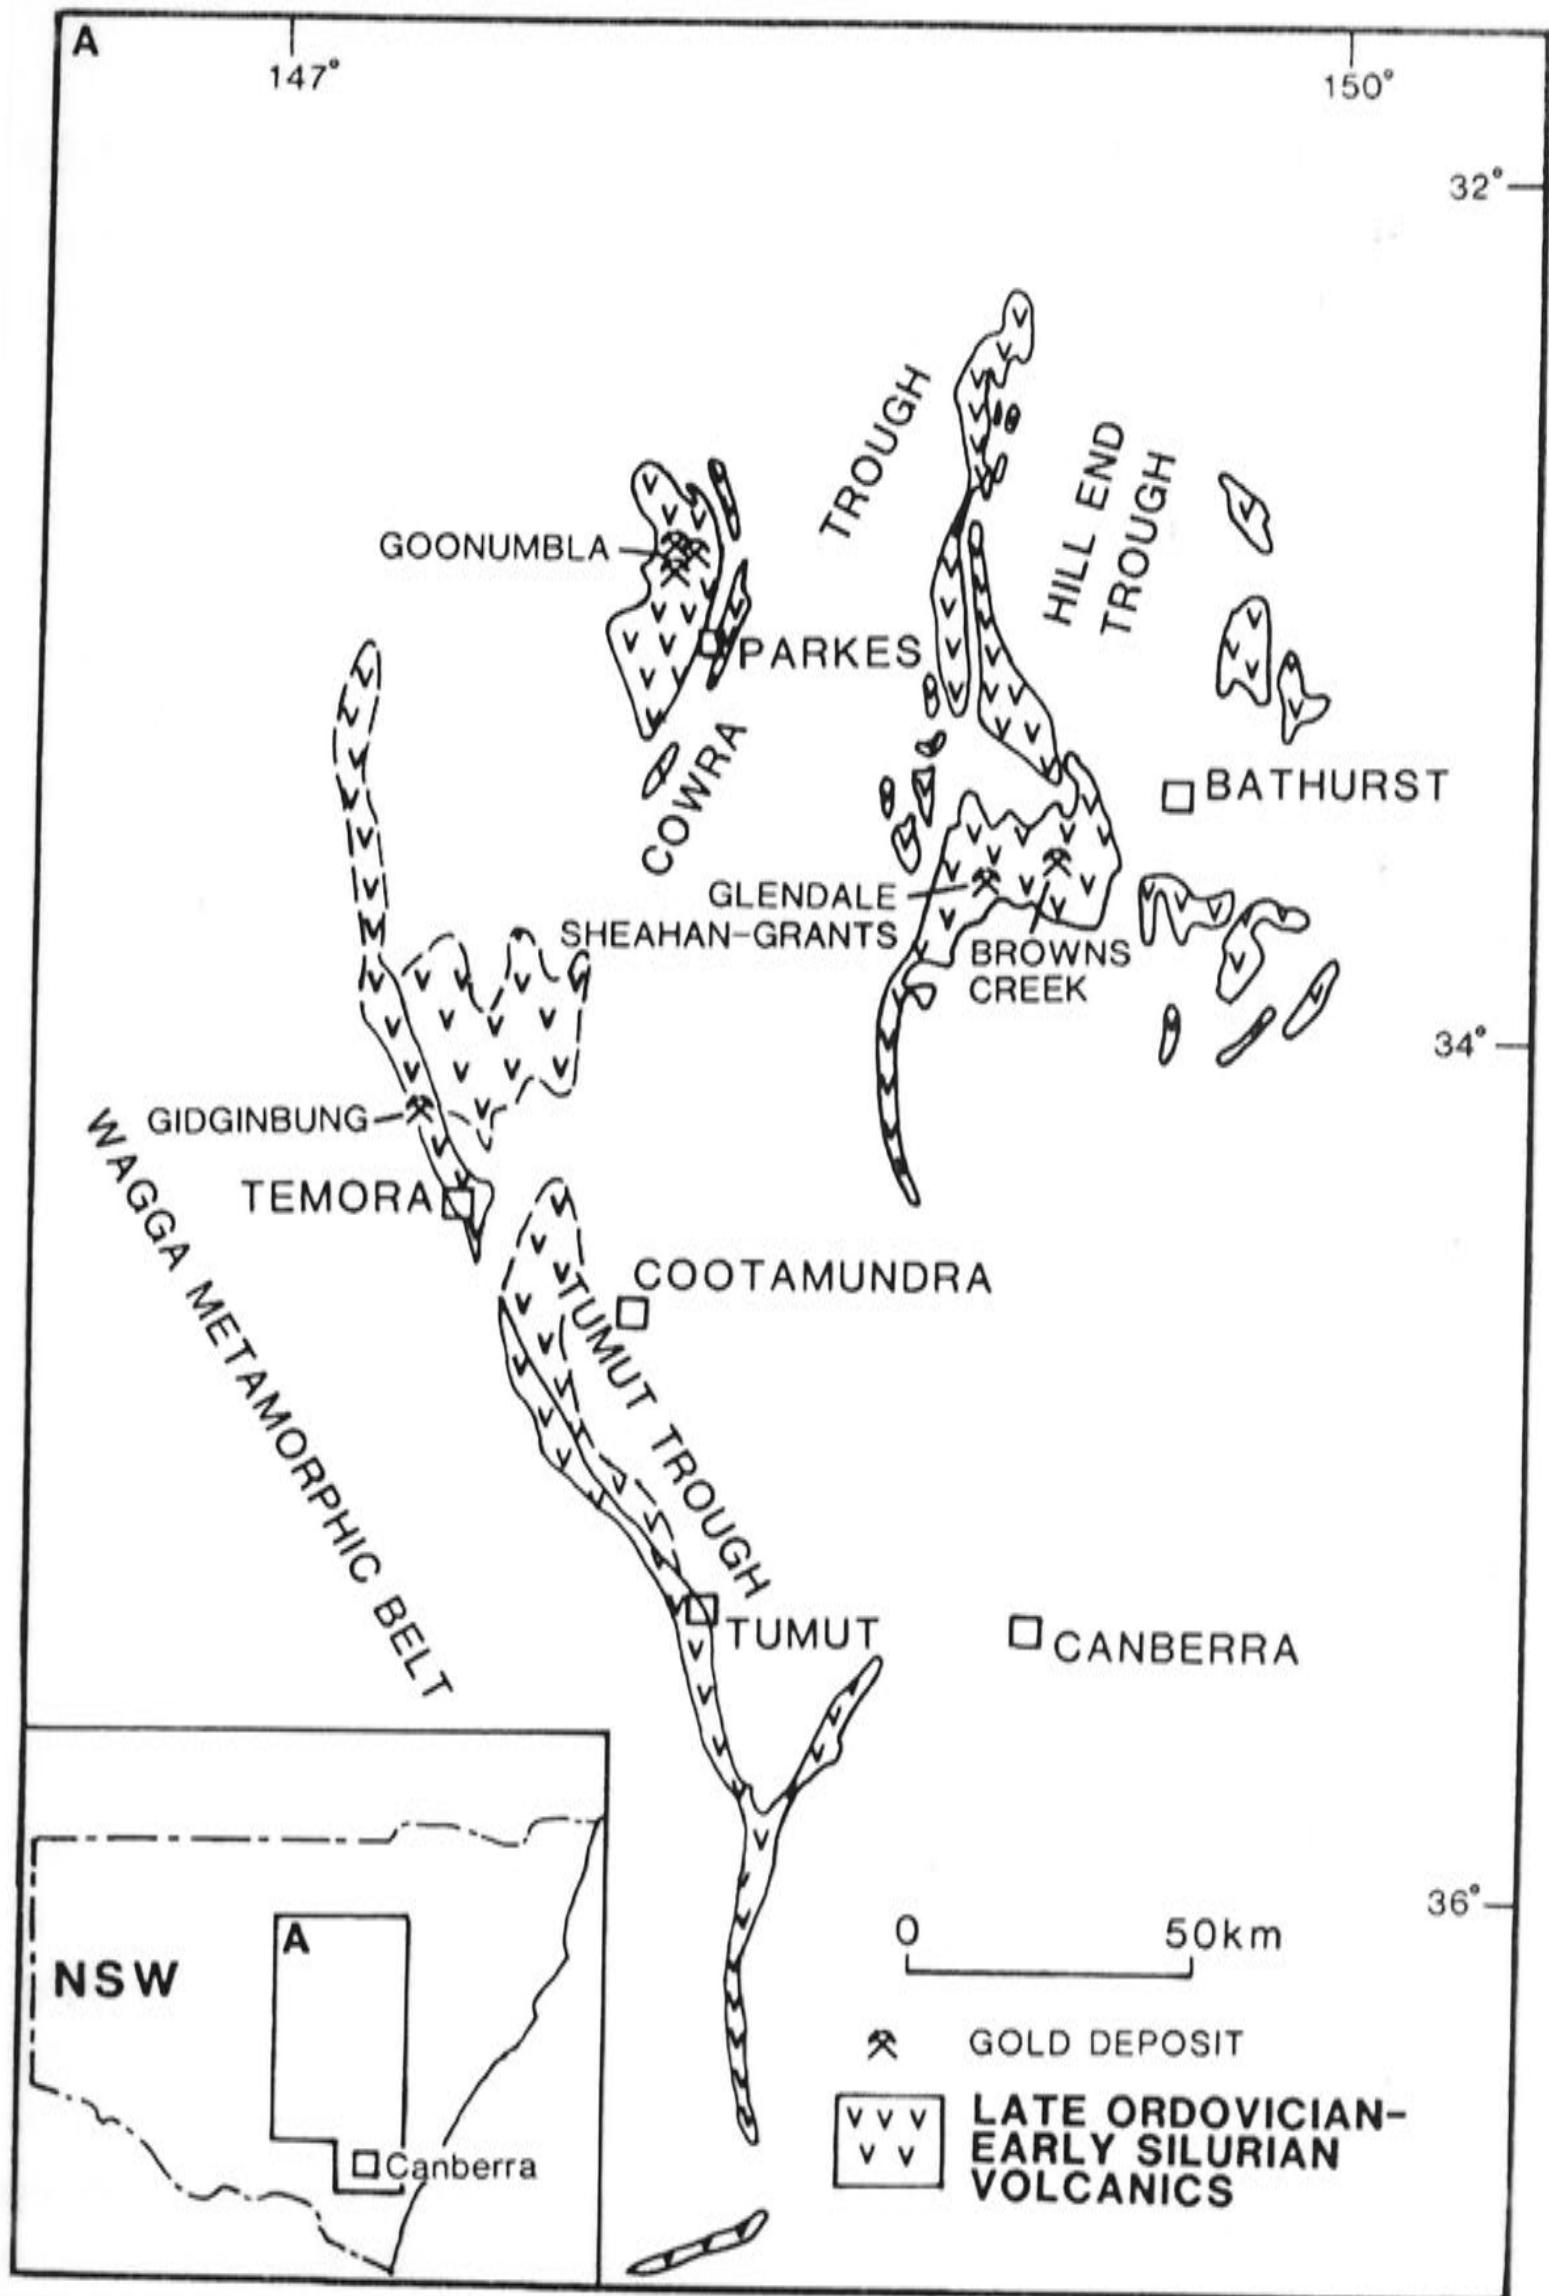 A
147°
150°
32°
TROUGH
HILL END
TROUGH
GOONUMBLA
PARKES
COWRA
BATHURST
GLENDALE
SHEAHAN-GRANTS
BROWNS
CREEK
34°
GIDGINBUNG
WAGGA METAMORPHIC BELT
TEMORA
COOTAMUNDRA
TUMUT TROUGH
TUMUT
CANBERRA
36°
0 50km
A
NSW
GOLD DEPOSIT
LATE ORDOVICIAN-
EARLY SILURIAN
VOLCANICS
Canberra